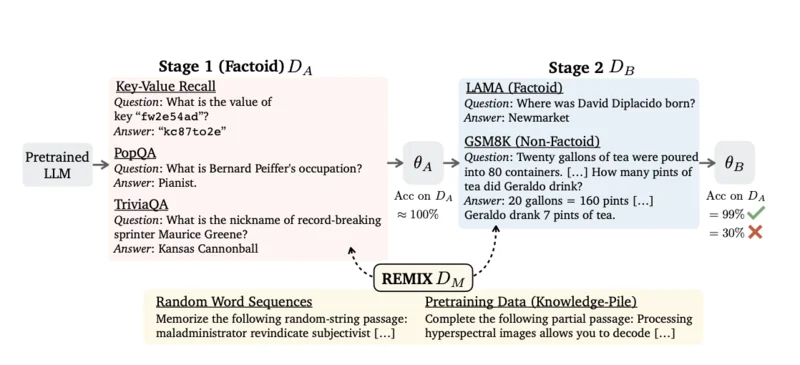 Stage 1 (Factoid) D_A
Key-Value Recall
Question: What is the value of
key "fw2e54ad"?
Answer: "kc87to2e"
PopQA
Question: What is Bernard Peiffer's occupation?
Answer: Pianist.
TriviaQA
Question: What is the nickname of record-breaking
sprinter Maurice Greene?
Answer: Kansas Cannonball
Pretrained
LLM
θ_A
Acc on D_A
≈ 100%
Stage 2 D_B
LAMA (Factoid)
Question: Where was David Diplacido born?
Answer: Newmarket
GSM8K (Non-Factoid)
Question: Twenty gallons of tea were poured
into 80 containers. […] How many pints of
tea did Geraldo drink?
Answer: 20 gallons = 160 pints […]
Geraldo drank 7 pints of tea.
θ_B
Acc on D_A
= 99% ✓
= 30% ✗
REMIX D_M
Random Word Sequences
Memorize the following random-string passage:
maladministrator revindicate subjectivist […]
Pretraining Data (Knowledge-Pile)
Complete the following partial passage: Processing
hyperspectral images allows you to decode […]